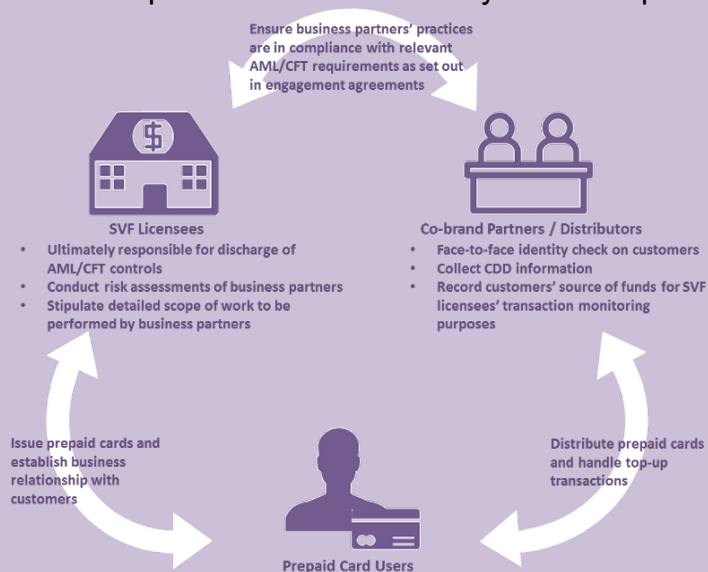 Ensure business partners' practices
are in compliance with relevant
AML/CFT requirements as set out
in engagement agreements
$
SVF Licensees
• Ultimately responsible for discharge of
AML/CFT controls
• Conduct risk assessments of business partners
• Stipulate detailed scope of work to be
performed by business partners
Co-brand Partners / Distributors
• Face-to-face identity check on customers
• Collect CDD information
• Record customers' source of funds for SVF
licensees' transaction monitoring
purposes
Issue prepaid cards and
establish business
relationship with
customers
Distribute prepaid cards
and handle top-up
transactions
Prepaid Card Users